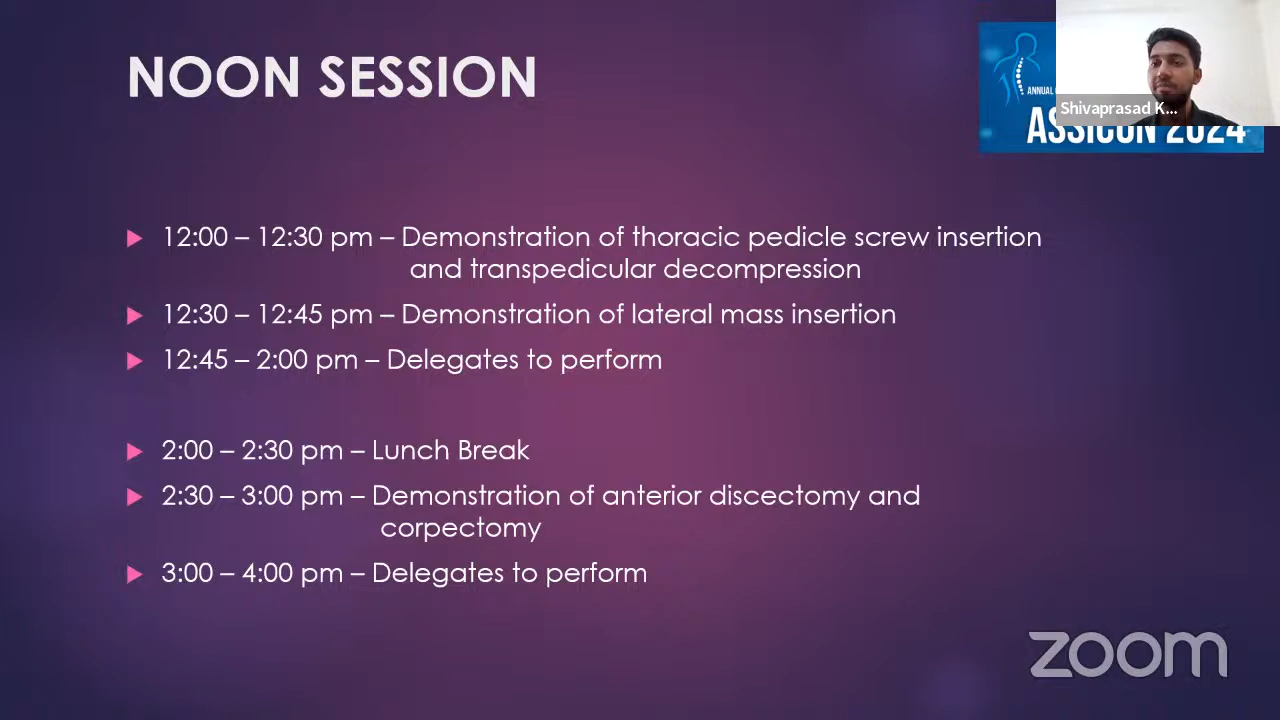 NOON SESSION
ANNUAL
Shivaprasad K...
ASSICON 2024
12:00 – 12:30 pm – Demonstration of thoracic pedicle screw insertion
and transpedicular decompression
12:30 – 12:45 pm – Demonstration of lateral mass insertion
12:45 – 2:00 pm – Delegates to perform
2:00 – 2:30 pm – Lunch Break
2:30 – 3:00 pm – Demonstration of anterior discectomy and
corpectomy
3:00 – 4:00 pm – Delegates to perform
zoom